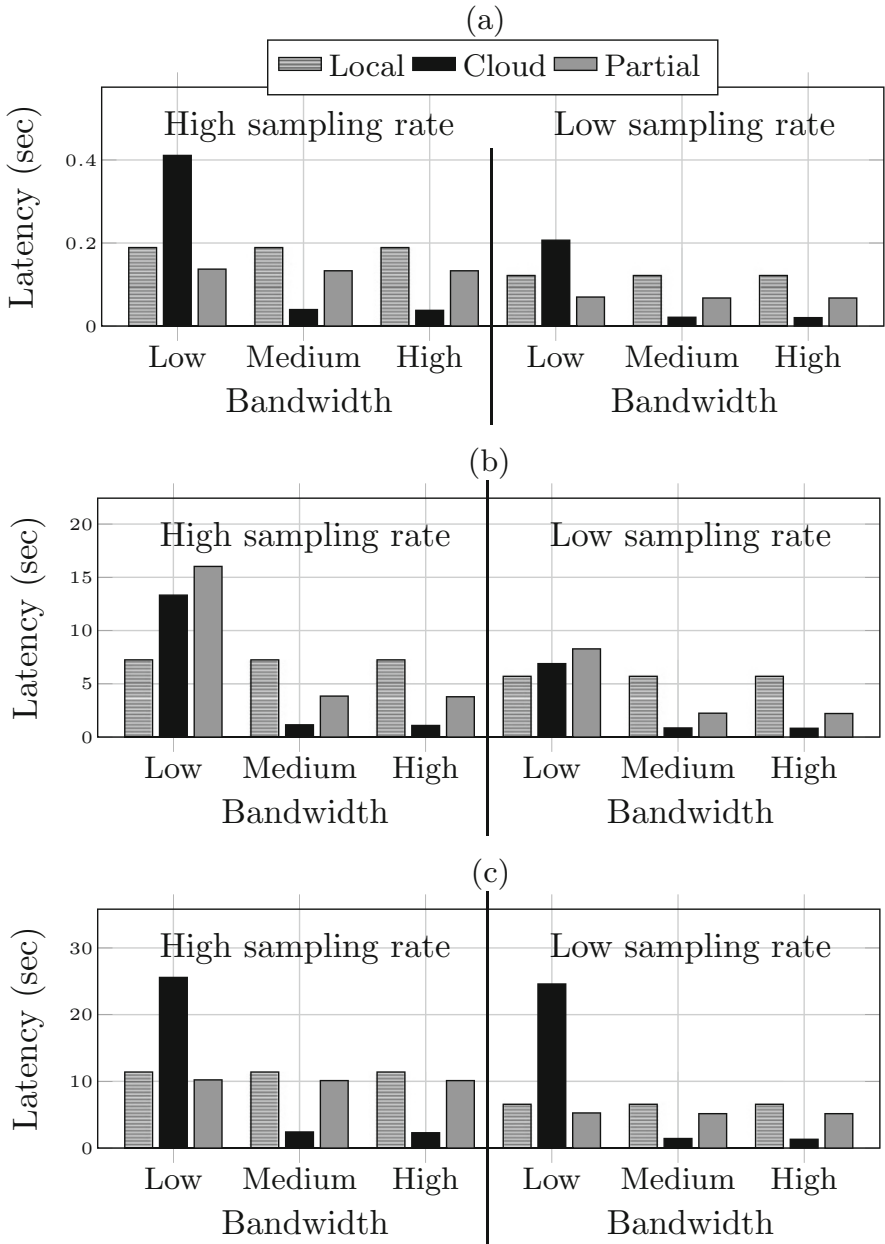 (a)
Local Cloud Partial
High sampling rate Low sampling rate
Latency (sec)
0.4
0.2
0
Low Medium High Low Medium High
Bandwidth Bandwidth
(b)
High sampling rate Low sampling rate
Latency (sec)
20
15
10
5
0
Low Medium High Low Medium High
Bandwidth Bandwidth
(c)
High sampling rate Low sampling rate
Latency (sec)
30
20
10
0
Low Medium High Low Medium High
Bandwidth Bandwidth